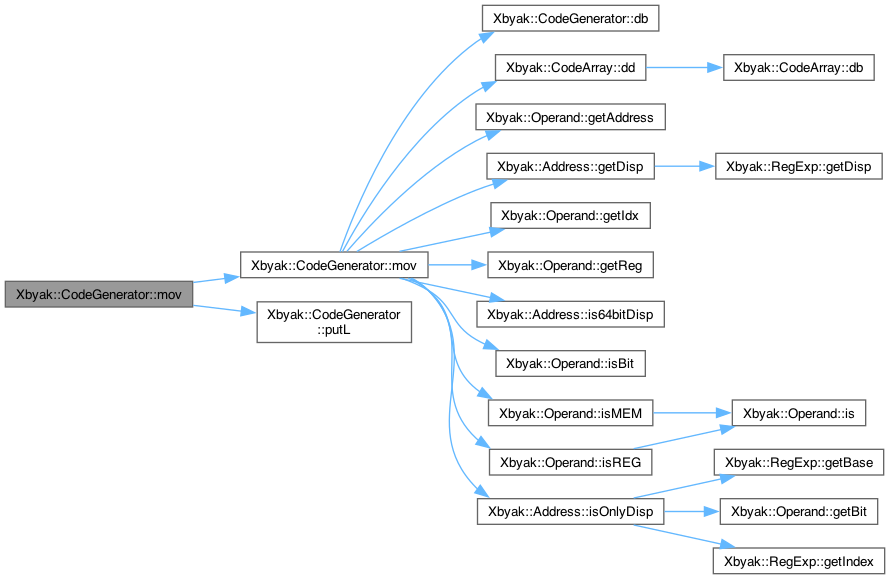 Xbyak::CodeGenerator::mov
Xbyak::CodeGenerator::mov
Xbyak::CodeGenerator
::putL
Xbyak::CodeGenerator::db
Xbyak::CodeArray::dd
Xbyak::CodeArray::db
Xbyak::Operand::getAddress
Xbyak::Address::getDisp
Xbyak::RegExp::getDisp
Xbyak::Operand::getIdx
Xbyak::Operand::getReg
Xbyak::Address::is64bitDisp
Xbyak::Operand::isBit
Xbyak::Operand::isMEM
Xbyak::Operand::is
Xbyak::Operand::isREG
Xbyak::Address::isOnlyDisp
Xbyak::RegExp::getBase
Xbyak::Operand::getBit
Xbyak::RegExp::getIndex